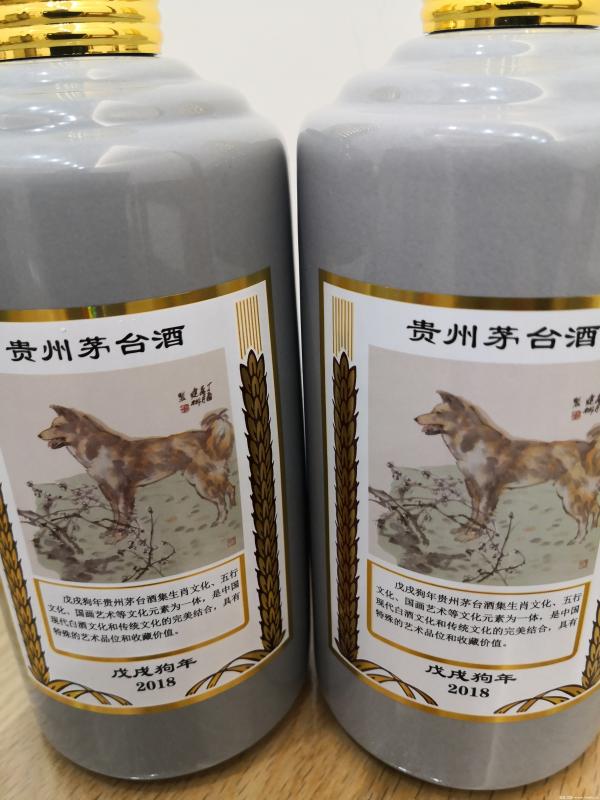 贵州茅台酒
戊戌狗年贵州茅台酒集生肖文化、五行
文化、国画艺术等文化元素为一体，是中国
现代白酒文化和传统文化的完美结合，具有
特殊的艺术品位和收藏价值。
戊戌狗年
2018
贵州茅台酒
戊戌狗年贵州茅台酒集生肖文化、五行
文化、国画艺术等文化元素为一体，是中国
现代白酒文化和传统文化的完美结合，具有
特殊的艺术品位和收藏价值。
戊戌狗年
2018